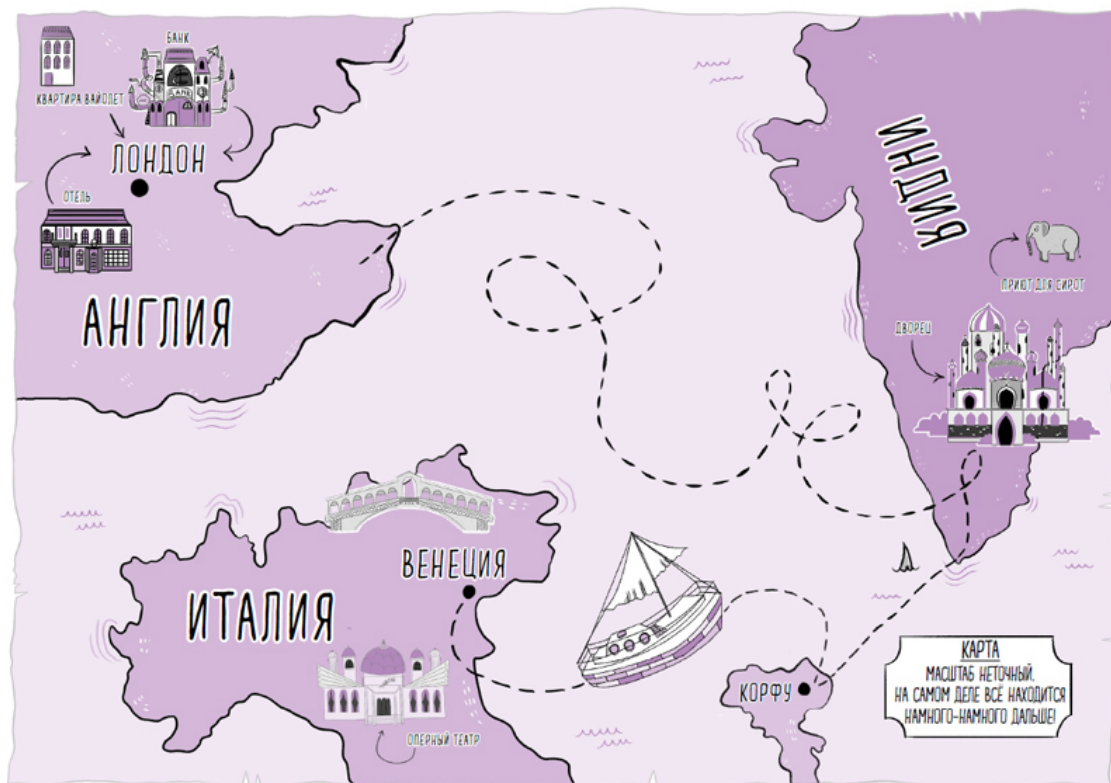 БАНК
БАНК
КВАРТИРА ВАЙОЛЕТ
ЛОНДОН
ОТЕЛЬ
АНГЛИЯ
ИНДИЯ
ПРИЮТ ДЛЯ СИРОТ
ДВОРЕЦ
ВЕНЕЦИЯ
ИТАЛИЯ
ОПЕРНЫЙ ТЕАТР
КОРФУ
КАРТА
МАСШТАБ НЕТОЧНЫЙ.
НА САМОМ ДЕЛЕ ВСЁ НАХОДИТСЯ
НАМНОГО-НАМНОГО ДАЛЬШЕ!